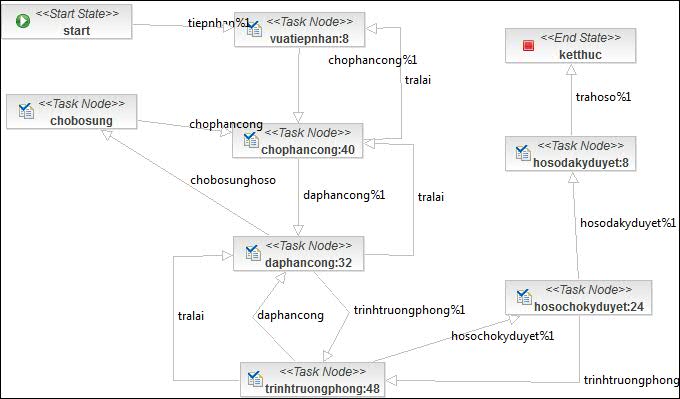 <<Start State>>
start
tiepnhan%1
<<Task Node>>
vuatiepnhan:8
<<End State>>
ketthuc
chophancong%1
tralai
trahoso%1
<<Task Node>>
chobosung
chophancong
<<Task Node>>
chophancong:40
<<Task Node>>
hosodakyduyet:8
chobosunghoso
daphancong%1
tralai
hosodakyduyet%1
<<Task Node>>
daphancong:32
<<Task Node>>
hosochokyduyet:24
tralai
daphancong
trinhtruongphong%1
hosochokyduyet%1
<<Task Node>>
trinhtruongphong:48
trinhtruongphong